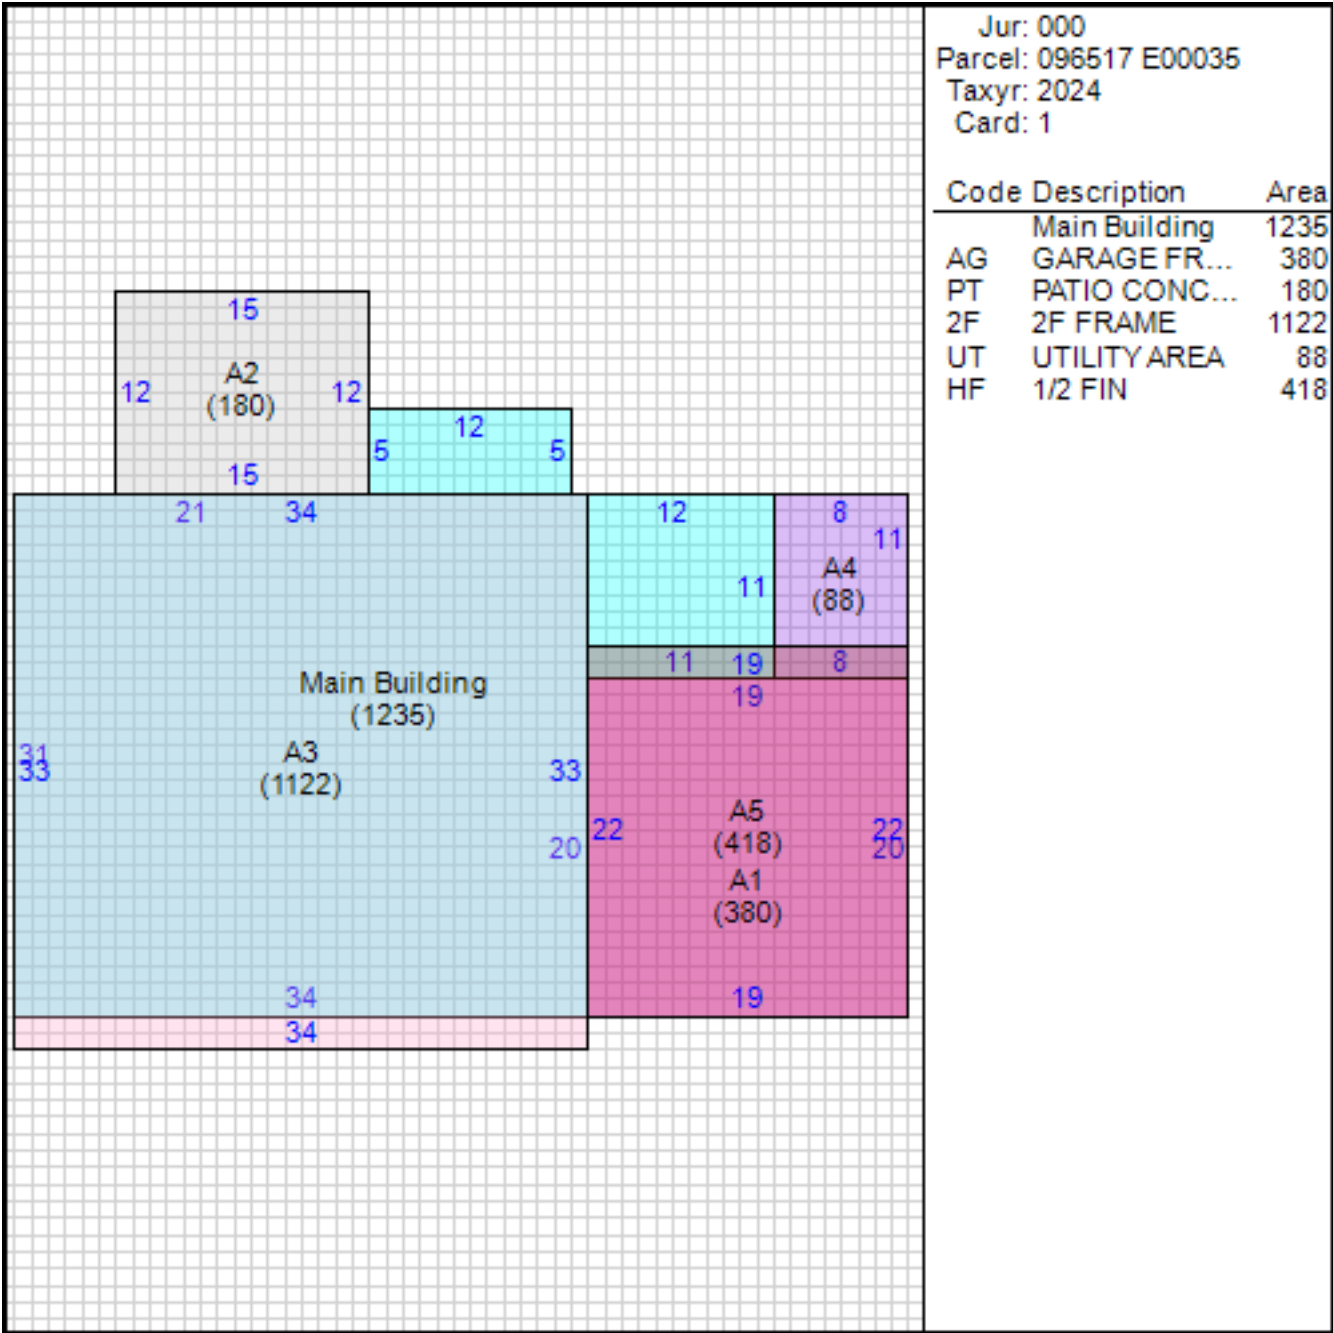 Jur: 000
Parcel: 096517 E00035
Taxyr: 2024
Card: 1
Code Description Area
Main Building 1235
AG GARAGE FR... 380
PT PATIO CONC... 180
2F 2F FRAME 1122
UT UTILITY AREA 88
HF 1/2 FIN 418
15
12 A2 12
(180)
15
12
5 5
21 34
12
8
11
A4
(88)
11
11 19 8
19
Main Building
(1235)
A3
(1122)
31
33
33
20
22
A5
(418)
22
20
A1
(380)
34
19
34